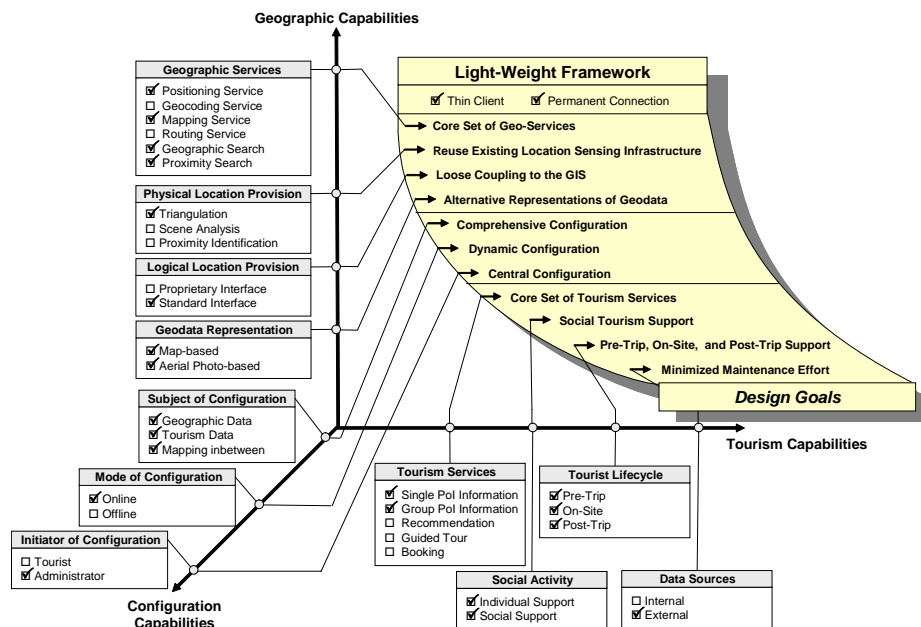 Geographic Capabilities
Geographic Services
Positioning Service
Geocoding Service
Mapping Service
Routing Service
Geographic Search
Proximity Search
Physical Location Provision
Triangulation
Scene Analysis
Proximity Identification
Logical Location Provision
Proprietary Interface
Standard Interface
Geodata Representation
Map-based
Aerial Photo-based
Subject of Configuration
Geographic Data
Tourism Data
Mapping inbetween
Mode of Configuration
Online
Offline
Initiator of Configuration
Tourist
Administrator
Configuration
Capabilities
Light-Weight Framework
Thin Client
Permanent Connection
Core Set of Geo-Services
Reuse Existing Location Sensing Infrastructure
Loose Coupling to the GIS
Alternative Representations of Geodata
Comprehensive Configuration
Dynamic Configuration
Central Configuration
Core Set of Tourism Services
Social Tourism Support
Pre-Trip, On-Site, and Post-Trip Support
Minimized Maintenance Effort
Design Goals
Tourism Capabilities
Tourism Services
Single PoI Information
Group PoI Information
Recommendation
Guided Tour
Booking
Tourist Lifecycle
Pre-Trip
On-Site
Post-Trip
Social Activity
Individual Support
Social Support
Data Sources
Internal
External